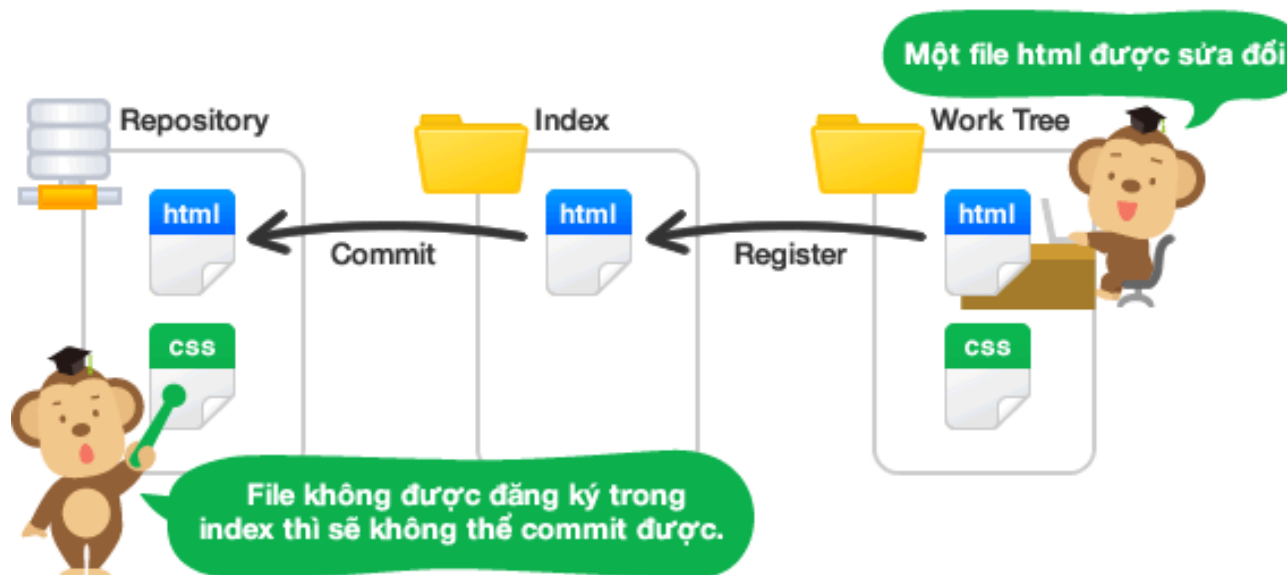 Một file html được sửa đổi
Repository
Index
Work Tree
html
html
html
Commit
Register
css
css
File không được đăng ký trong
index thì sẽ không thể commit được.